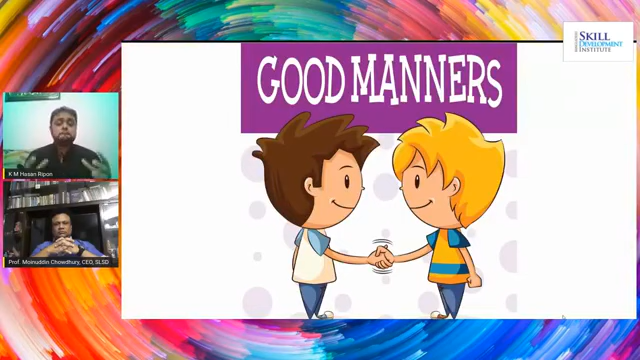 SKILL
DEVELOPMENT
INSTITUTE
GOOD MANNERS
K M Hasan Ripon
Prof. Moinuddin Chowdhury, CEO, SLSD